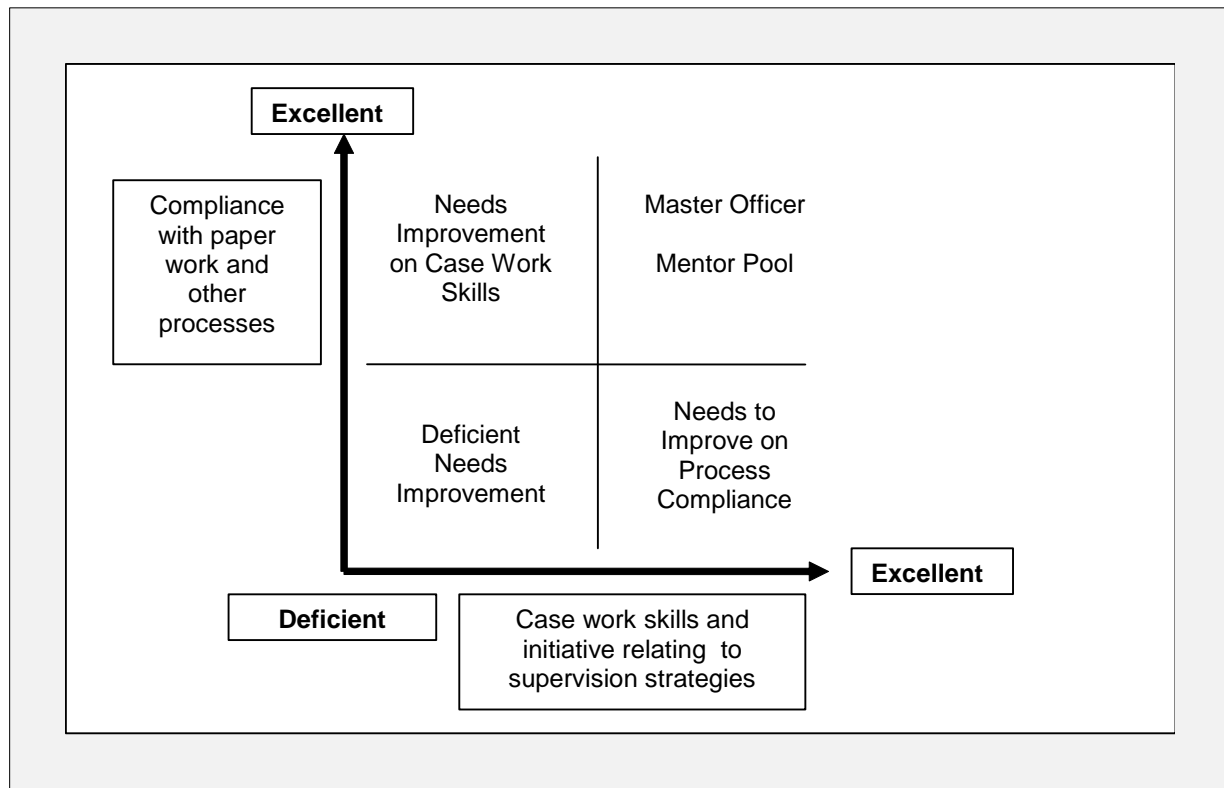 Excellent
Compliance
with paper
work and
other
processes
Needs
Improvement
on Case Work
Skills
Master Officer
Mentor Pool
Deficient
Needs
Improvement
Needs to
Improve on
Process
Compliance
Excellent
Deficient
Case work skills and
initiative relating to
supervision strategies